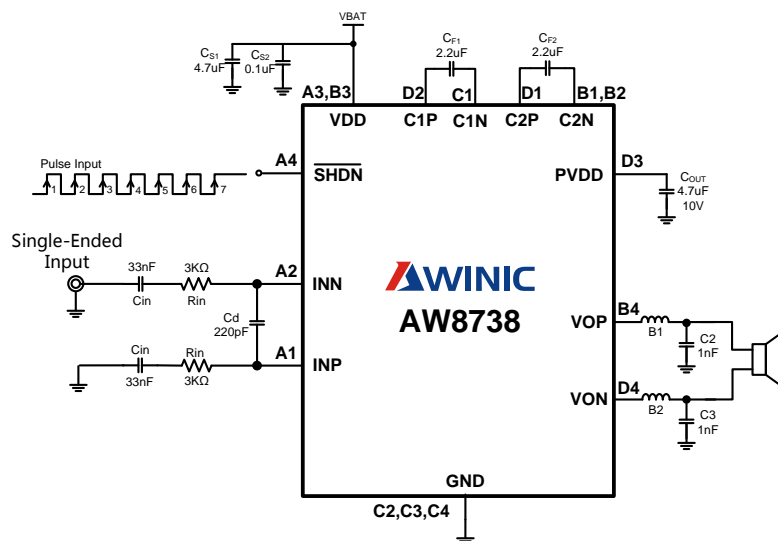 VBAT
CS1
4.7uF
CS2
0.1uF
CF1
2.2uF
CF2
2.2uF
A3,B3
D2
C1
D1
B1,B2
VDD
C1P
C1N
C2P
C2N
Pulse Input
1 2 3 4 5 6 7
A4
SHDN
PVDD
D3
COUT
4.7uF
10V
Single-Ended
Input
33nF
Cin
3KΩ
Rin
A2
INN
Cd
220pF
Cin
33nF
Rin
3KΩ
A1
INP
AWINIC
AW8738
VOP
B4
B1
C2
1nF
VON
D4
B2
C3
1nF
GND
C2,C3,C4